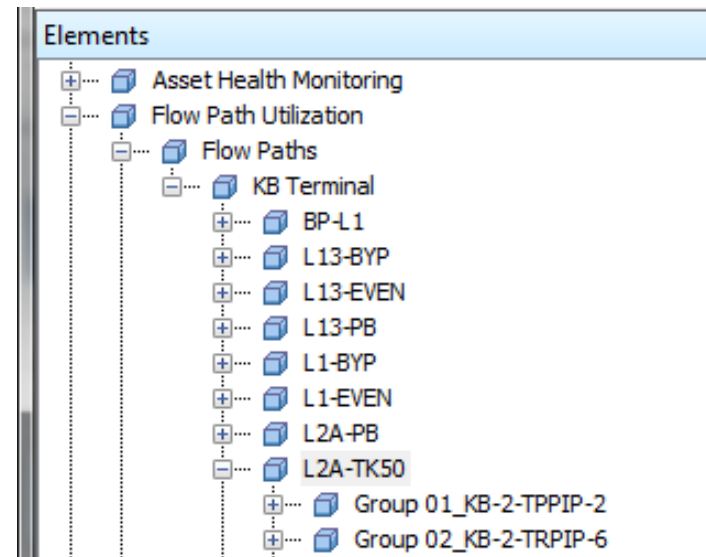 Elements
Asset Health Monitoring
Flow Path Utilization
Flow Paths
KB Terminal
BP-L1
L13-BYP
L13-EVEN
L13-PB
L1-BYP
L1-EVEN
L2A-PB
L2A-TK50
Group 01_KB-2-TPPIP-2
Group 02_KB-2-TRPIP-6